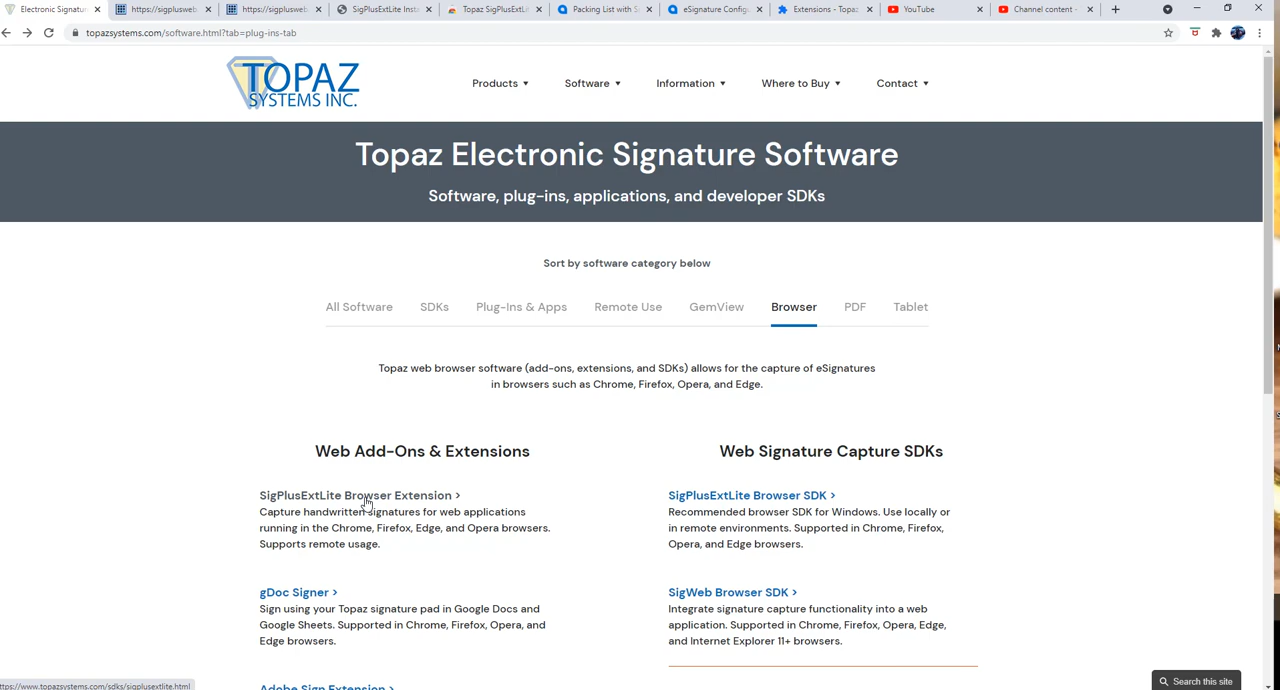 Electronic Signatur
https://sigplusweb
https://sigplusweb
SigPlusExtLite Inst
Topaz SigPlusExtLi
Packing List with S
eSignature Configu
Extensions - Topaz
YouTube
Channel content -
topazsystems.com/software.html?tab=plug-ins-tab
TOPAZ
SYSTEMS INC.
Products
Software
Information
Where to Buy
Contact
Topaz Electronic Signature Software
Software, plug-ins, applications, and developer SDKs
Sort by software category below
All Software
SDKs
Plug-Ins & Apps
Remote Use
GemView
Browser
PDF
Tablet
Topaz web browser software (add-ons, extensions, and SDKs) allows for the capture of eSignatures
in browsers such as Chrome, Firefox, Opera, and Edge.
Web Add-Ons & Extensions
SigPlusExtLite Browser Extension >
Capture handwritten signatures for web applications
running in the Chrome, Firefox, Edge, and Opera browsers.
Supports remote usage.
gDoc Signer >
Sign using your Topaz signature pad in Google Docs and
Google Sheets. Supported in Chrome, Firefox, Opera, and
Edge browsers.
Adobe Sign Extension >
Web Signature Capture SDKs
SigPlusExtLite Browser SDK >
Recommended browser SDK for Windows. Use locally or
in remote environments. Supported in Chrome, Firefox,
Opera, and Edge browsers.
SigWeb Browser SDK >
Integrate signature capture functionality into a web
application. Supported in Chrome, Firefox, Opera, Edge,
and Internet Explorer 11+ browsers.
ttps://www.topazsystems.com/sdks/sigplusextlite.html
Search this site